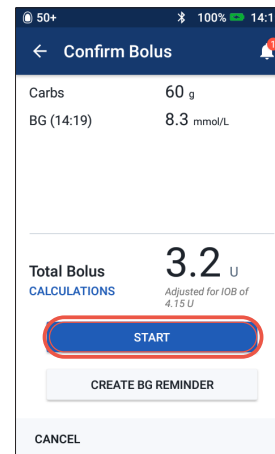 50+ 100% 14:1
Confirm Bolus
Carbs 60 g
BG (14:19) 8.3 mmol/L
Total Bolus 3.2 U
CALCULATIONS Adjusted for IOB of
4.15 U
START
CREATE BG REMINDER
CANCEL